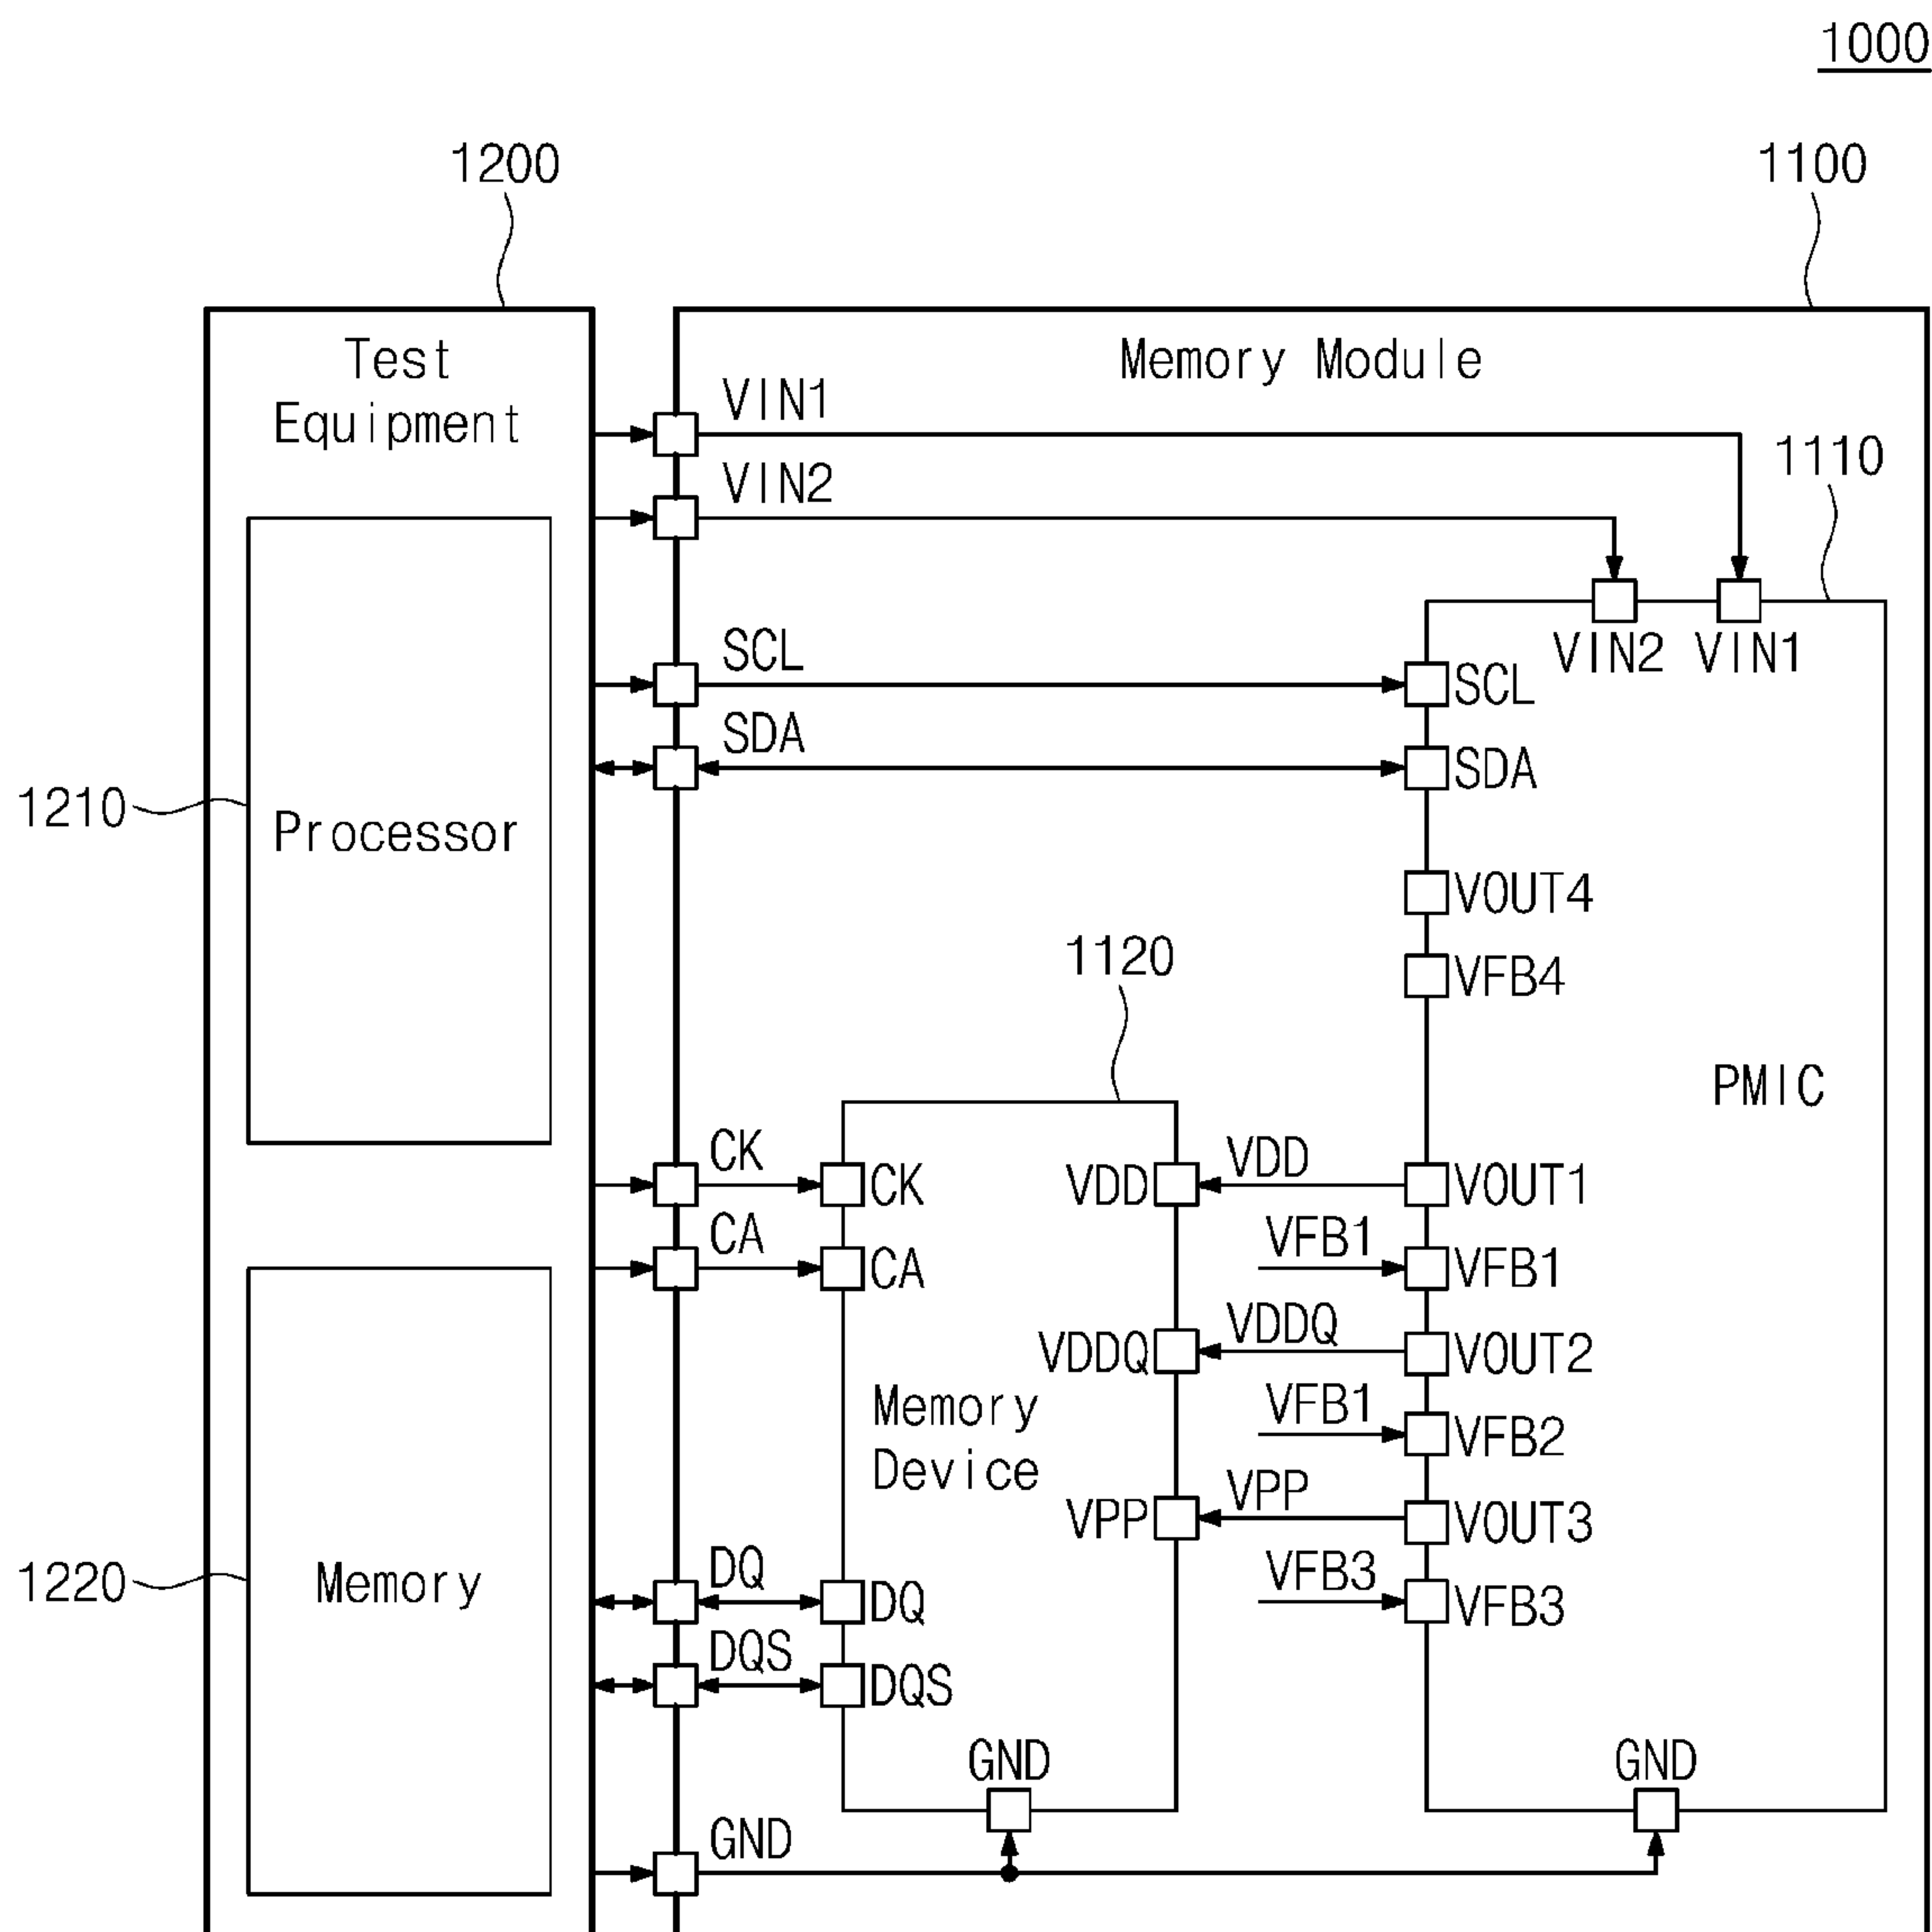 1000
1200
1100
Test
Equipment
Memory Module
VIN1
VIN2
1110
VIN2 VIN1
SCL
SCL
SDA
SDA
1210
Processor
VOUT4
VFB4
1120
PMIC
CK
CK
CA
CA
VDD
VDD
VOUT1
VFB1
VFB1
VDDQ
VDDQ
VOUT2
Memory
Device
VFB1
VFB2
VPP
VPP
VOUT3
VFB3
VFB3
1220
Memory
DQ
DQ
DQS
DQS
GND
GND
GND